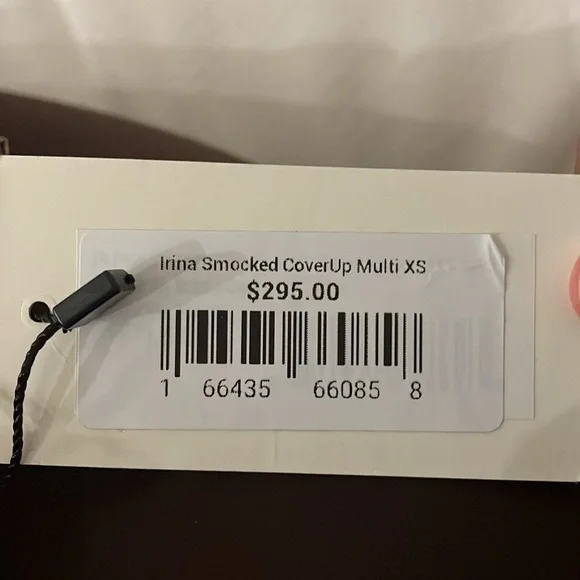 Irina Smocked CoverUp Multi XS
$295.00
1 66435 66085 8